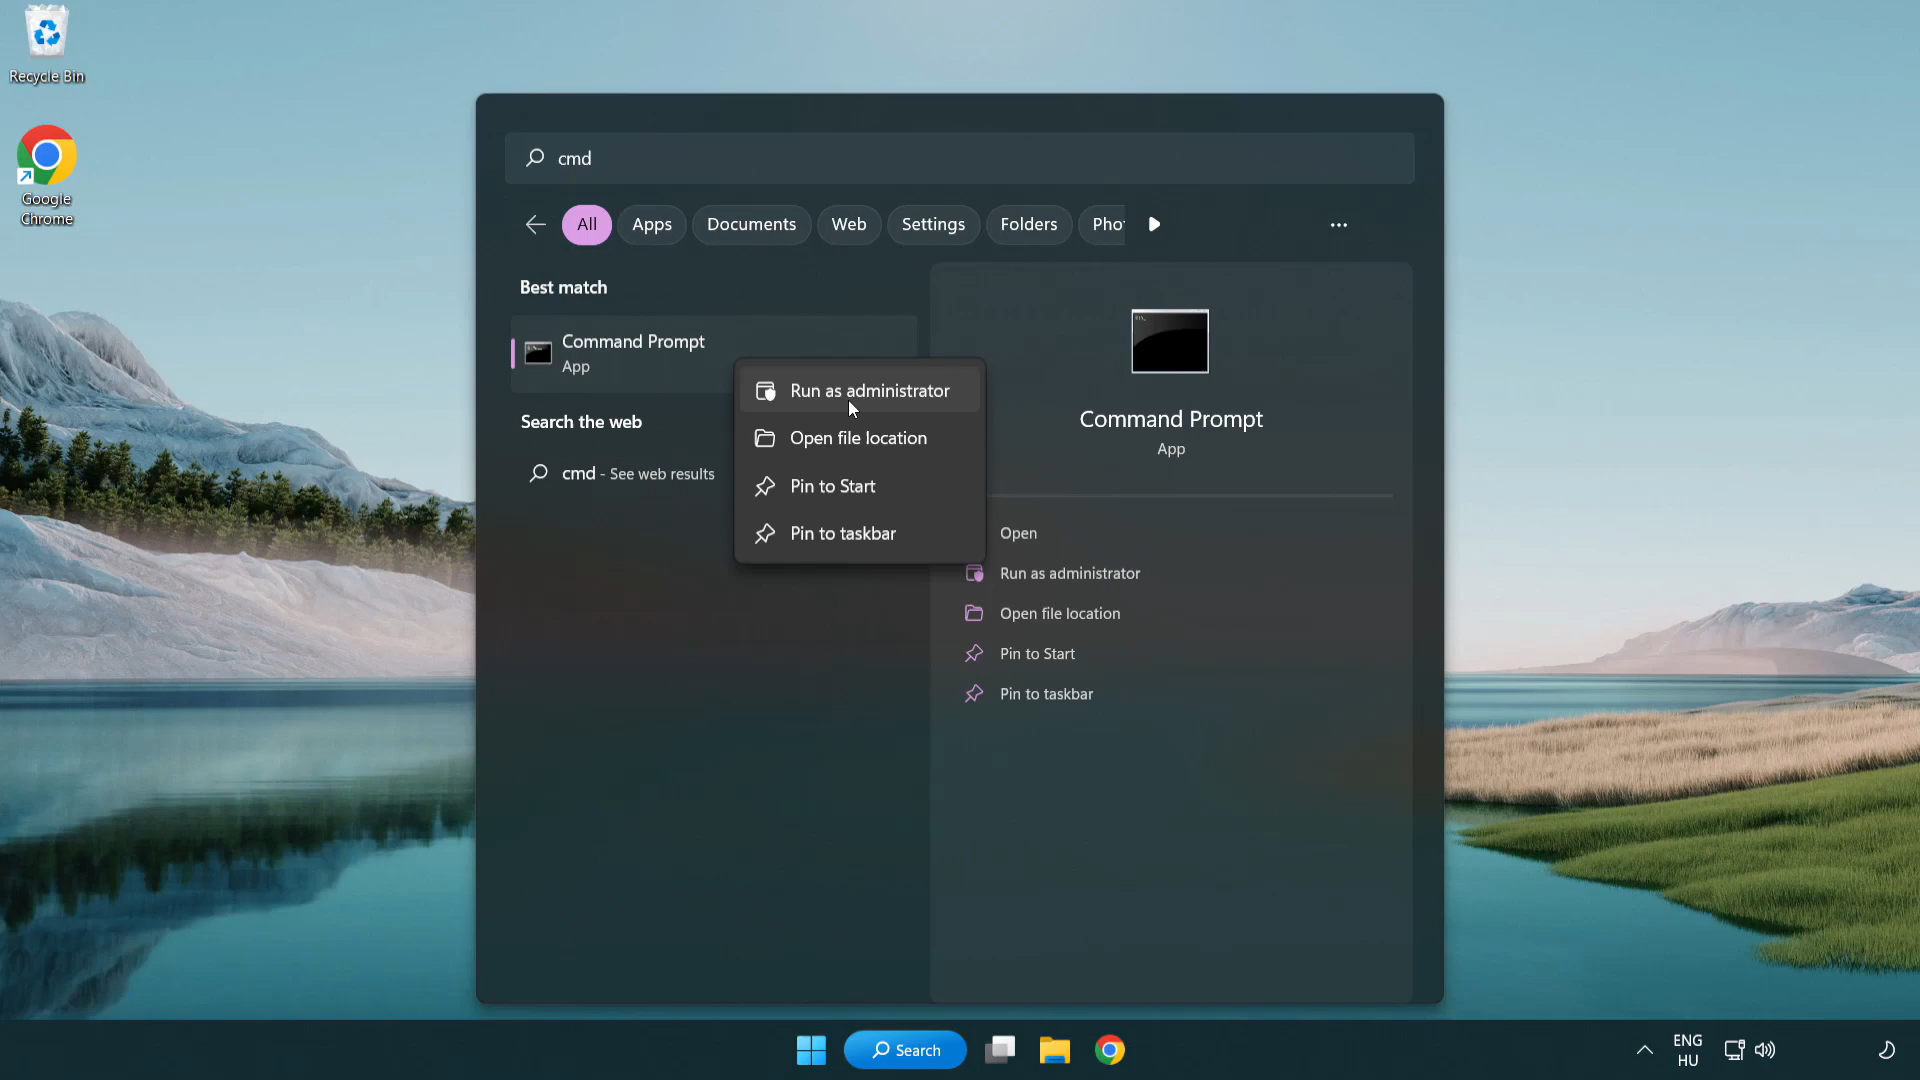 Recycle Bin
Google
Chrome
cmd
All
Apps
Documents
Web
Settings
Folders
Pho
Best match
Command Prompt
App
Search the web
cmd - See web results
Run as administrator
Open file location
Pin to Start
Pin to taskbar
Command Prompt
App
Open
Run as administrator
Open file location
Pin to Start
Pin to taskbar
Search
ENG
HU